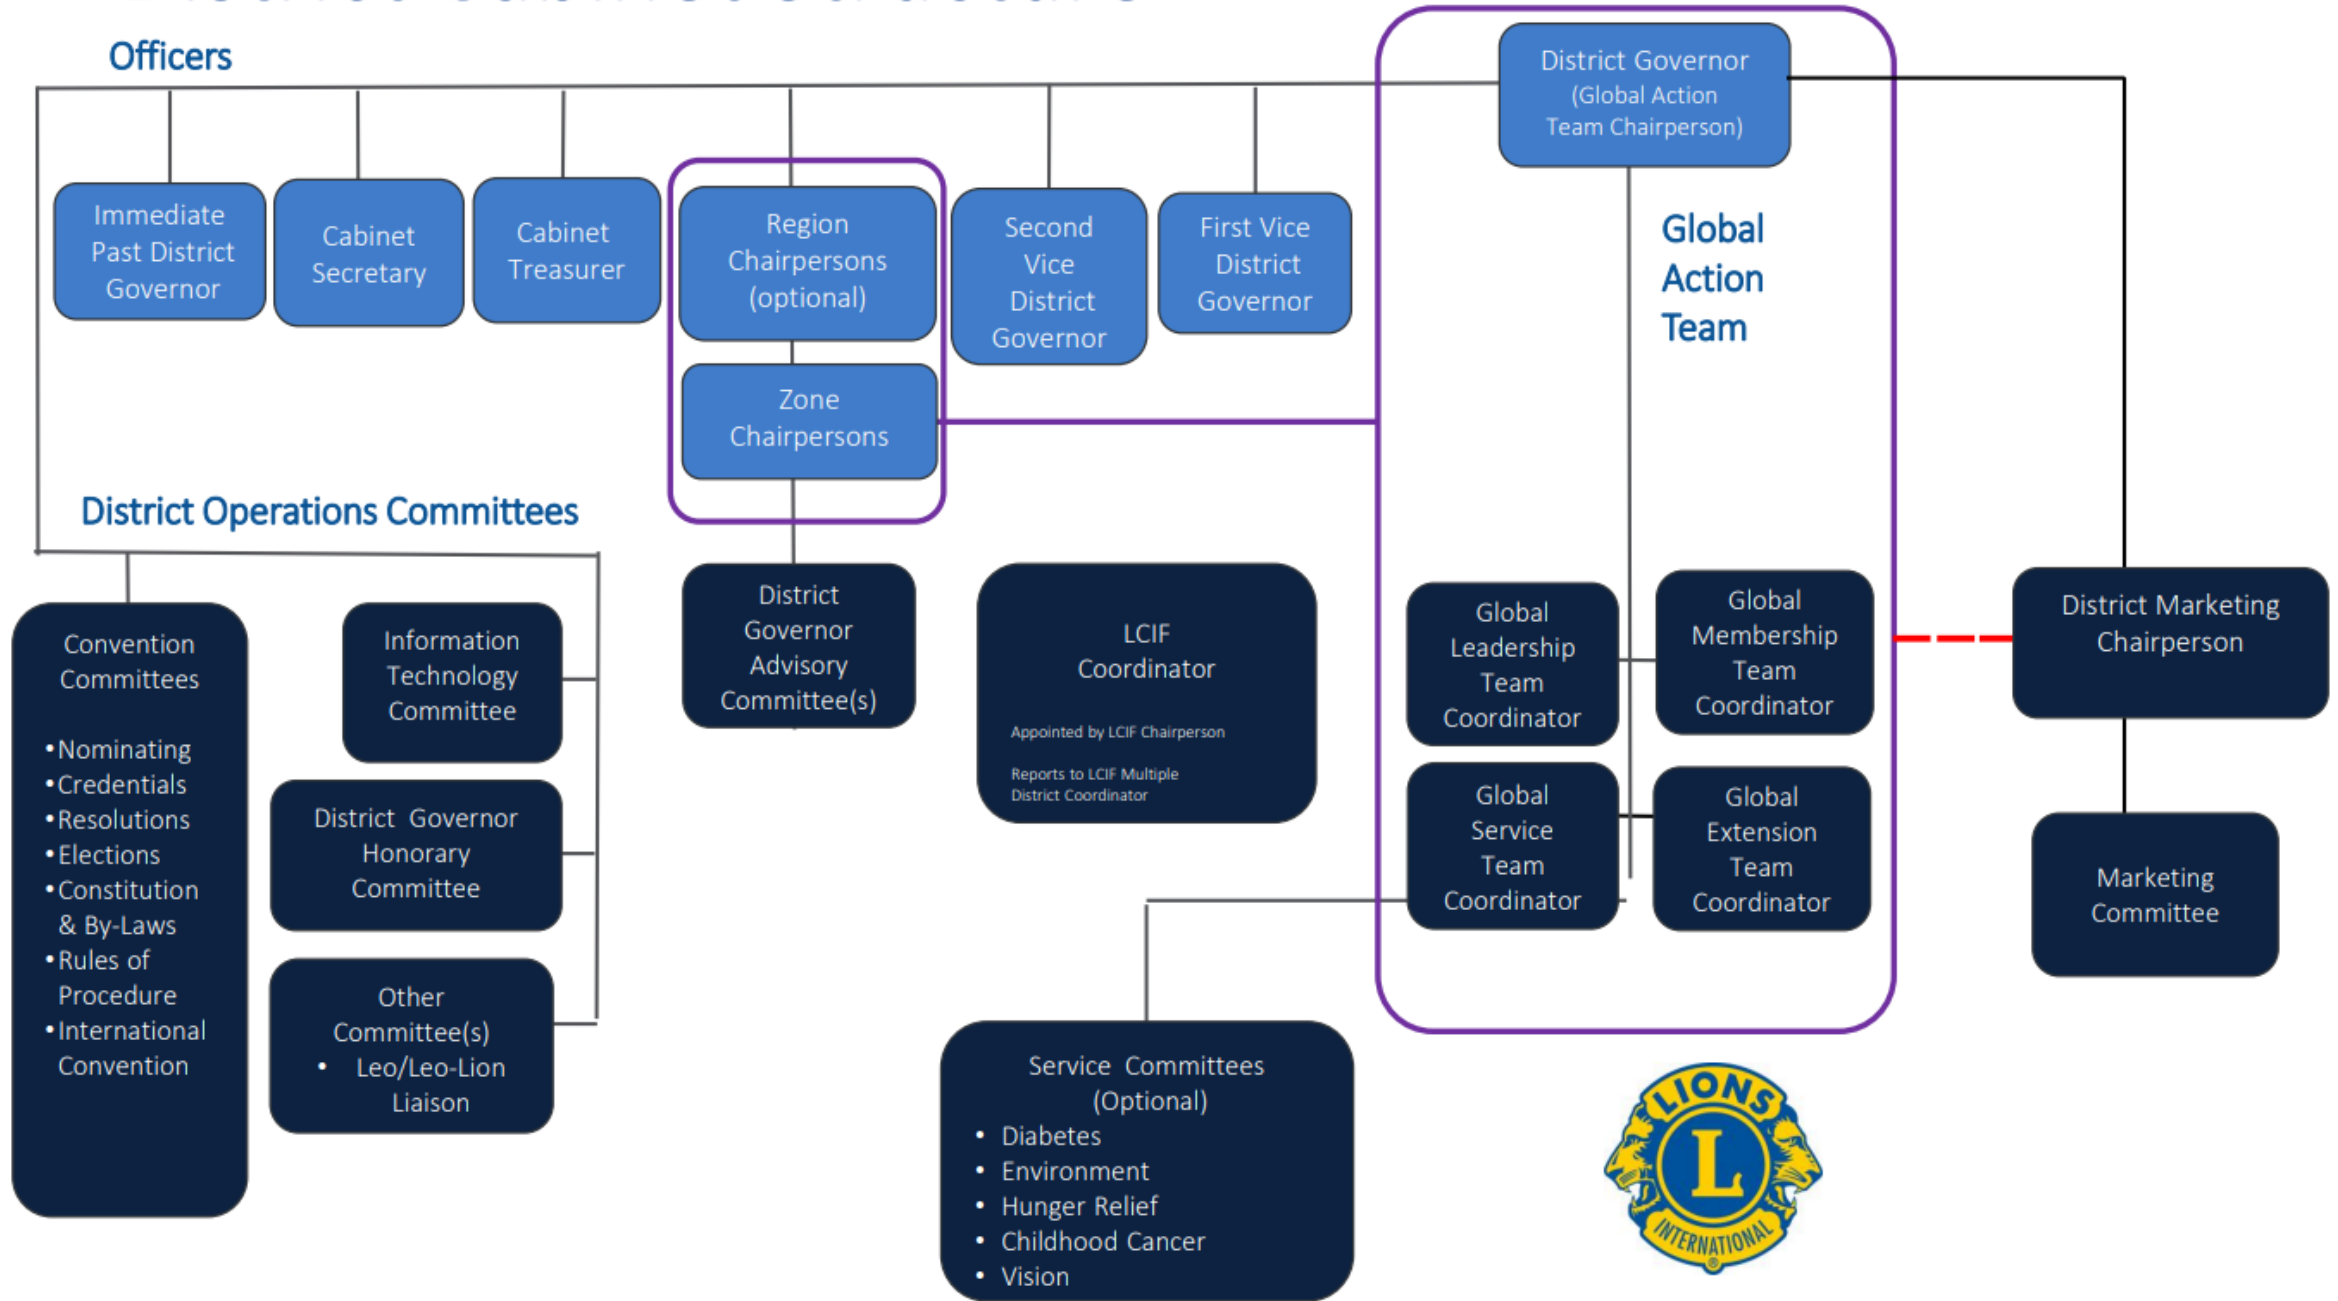 Officers
District Governor
(Global Action
Team Chairperson)
Immediate
Past District
Governor
Cabinet
Secretary
Cabinet
Treasurer
Region
Chairpersons
(optional)
Second
Vice
District
Governor
First Vice
District
Governor
Global
Action
Team
Zone
Chairpersons
District Operations Committees
Convention
Committees
•Nominating
•Credentials
•Resolutions
•Elections
•Constitution
& By-Laws
•Rules of
Procedure
•International
Convention
Information
Technology
Committee
District Governor
Honorary
Committee
Other
Committee(s)
• Leo/Leo-Lion
Liaison
District
Governor
Advisory
Committee(s)
LCIF
Coordinator
Appointed by LCIF Chairperson
Reports to LCIF Multiple
District Coordinator
Global
Leadership
Team
Coordinator
Global
Membership
Team
Coordinator
Global
Service
Team
Coordinator
Global
Extension
Team
Coordinator
District Marketing
Chairperson
Marketing
Committee
Service Committees
(Optional)
• Diabetes
• Environment
• Hunger Relief
• Childhood Cancer
• Vision
LIONS
L
INTERNATIONAL
®